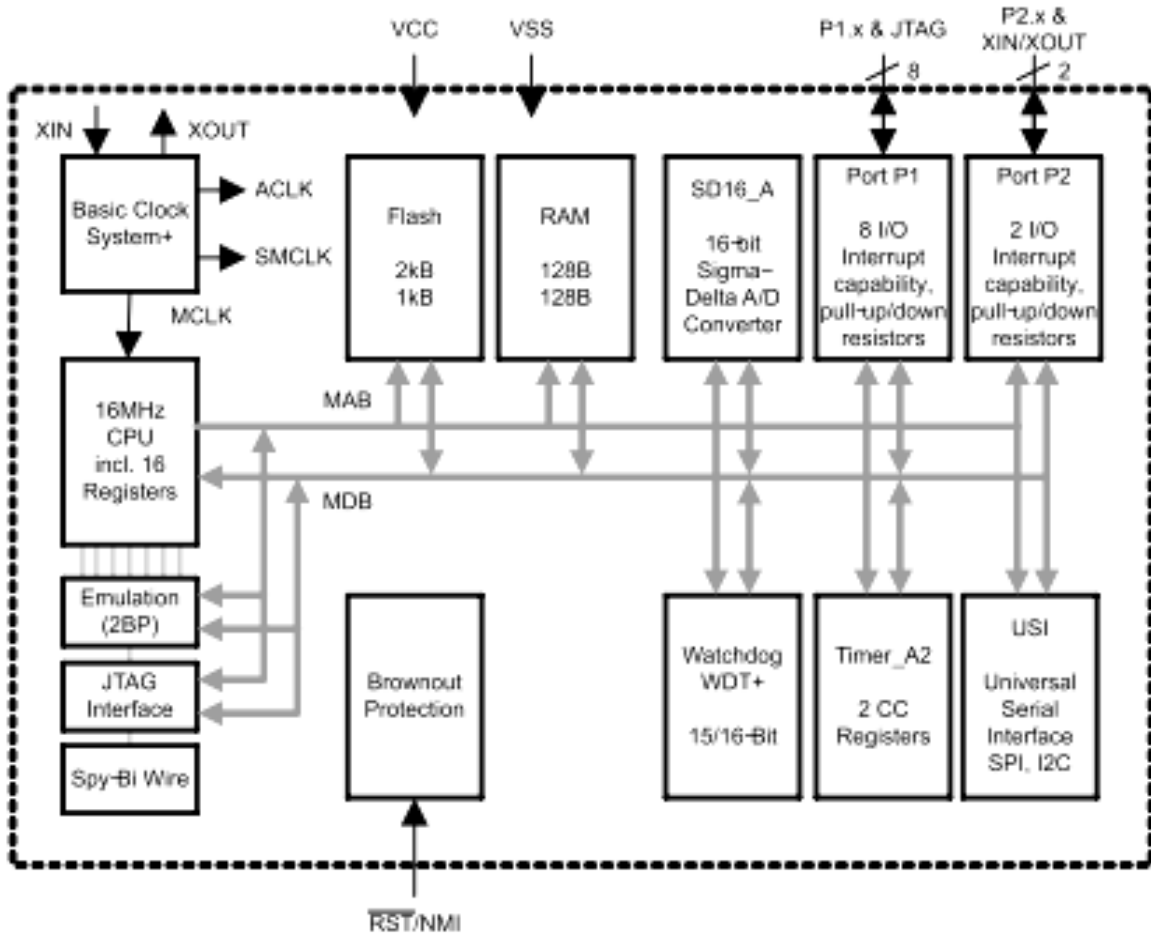 VCC
VSS
P1.x & JTAG
P2.x &
XIN/XOUT
8
2
XIN
XOUT
Basic Clock
System+
ACLK
SMCLK
MCLK
Flash
2kB
1kB
RAM
128B
128B
SD16_A
16-bit
Sigma-
Delta A/D
Converter
Port P1
8 I/O
Interrupt
capability,
pull-up/down
resistors
Port P2
2 I/O
Interrupt
capability,
pull-up/down
resistors
16MHz
CPU
incl. 16
Registers
MAB
MDB
Emulation
(2BP)
JTAG
Interface
Spy-Bi Wire
Brownout
Protection
Watchdog
WDT+
15/16-Bit
Timer_A2
2 CC
Registers
USI
Universal
Serial
Interface
SPI, I2C
RST/NMI